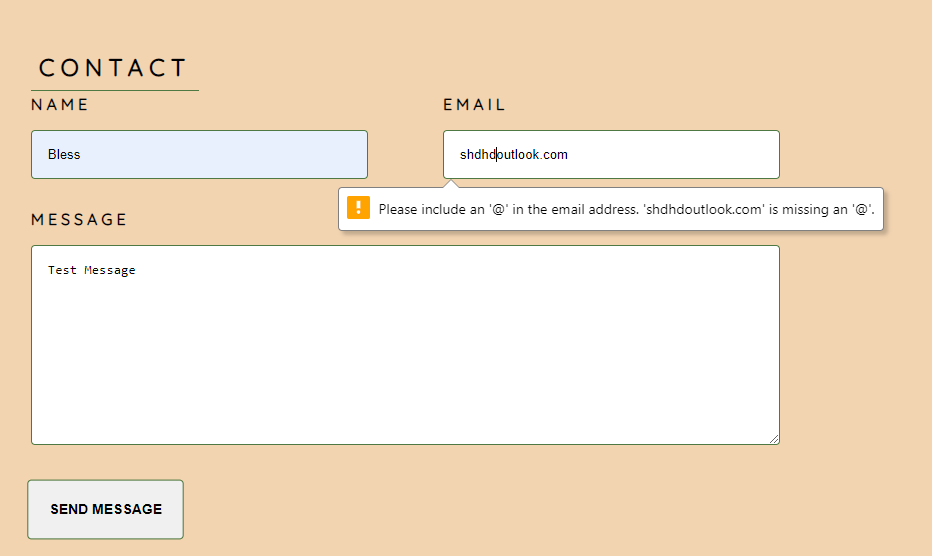 CONTACT
NAME
EMAIL
Bless
shdhdoutlook.com
Please include an '@' in the email address. 'shdhdoutlook.com' is missing an '@'.
MESSAGE
Test Message
SEND MESSAGE